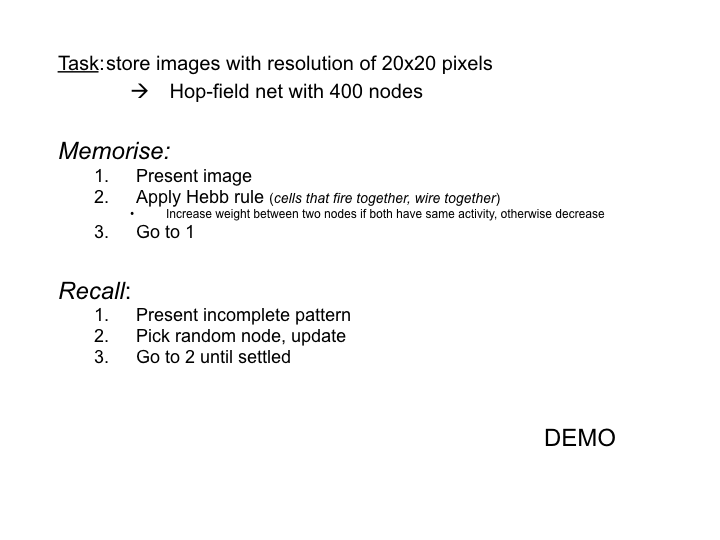 Task: store images with resolution of 20x20 pixels
→ Hop-field net with 400 nodes
Memorise:
1. Present image
2. Apply Hebb rule (cells that fire together, wire together)
• Increase weight between two nodes if both have same activity, otherwise decrease
3. Go to 1
Recall:
1. Present incomplete pattern
2. Pick random node, update
3. Go to 2 until settled
DEMO